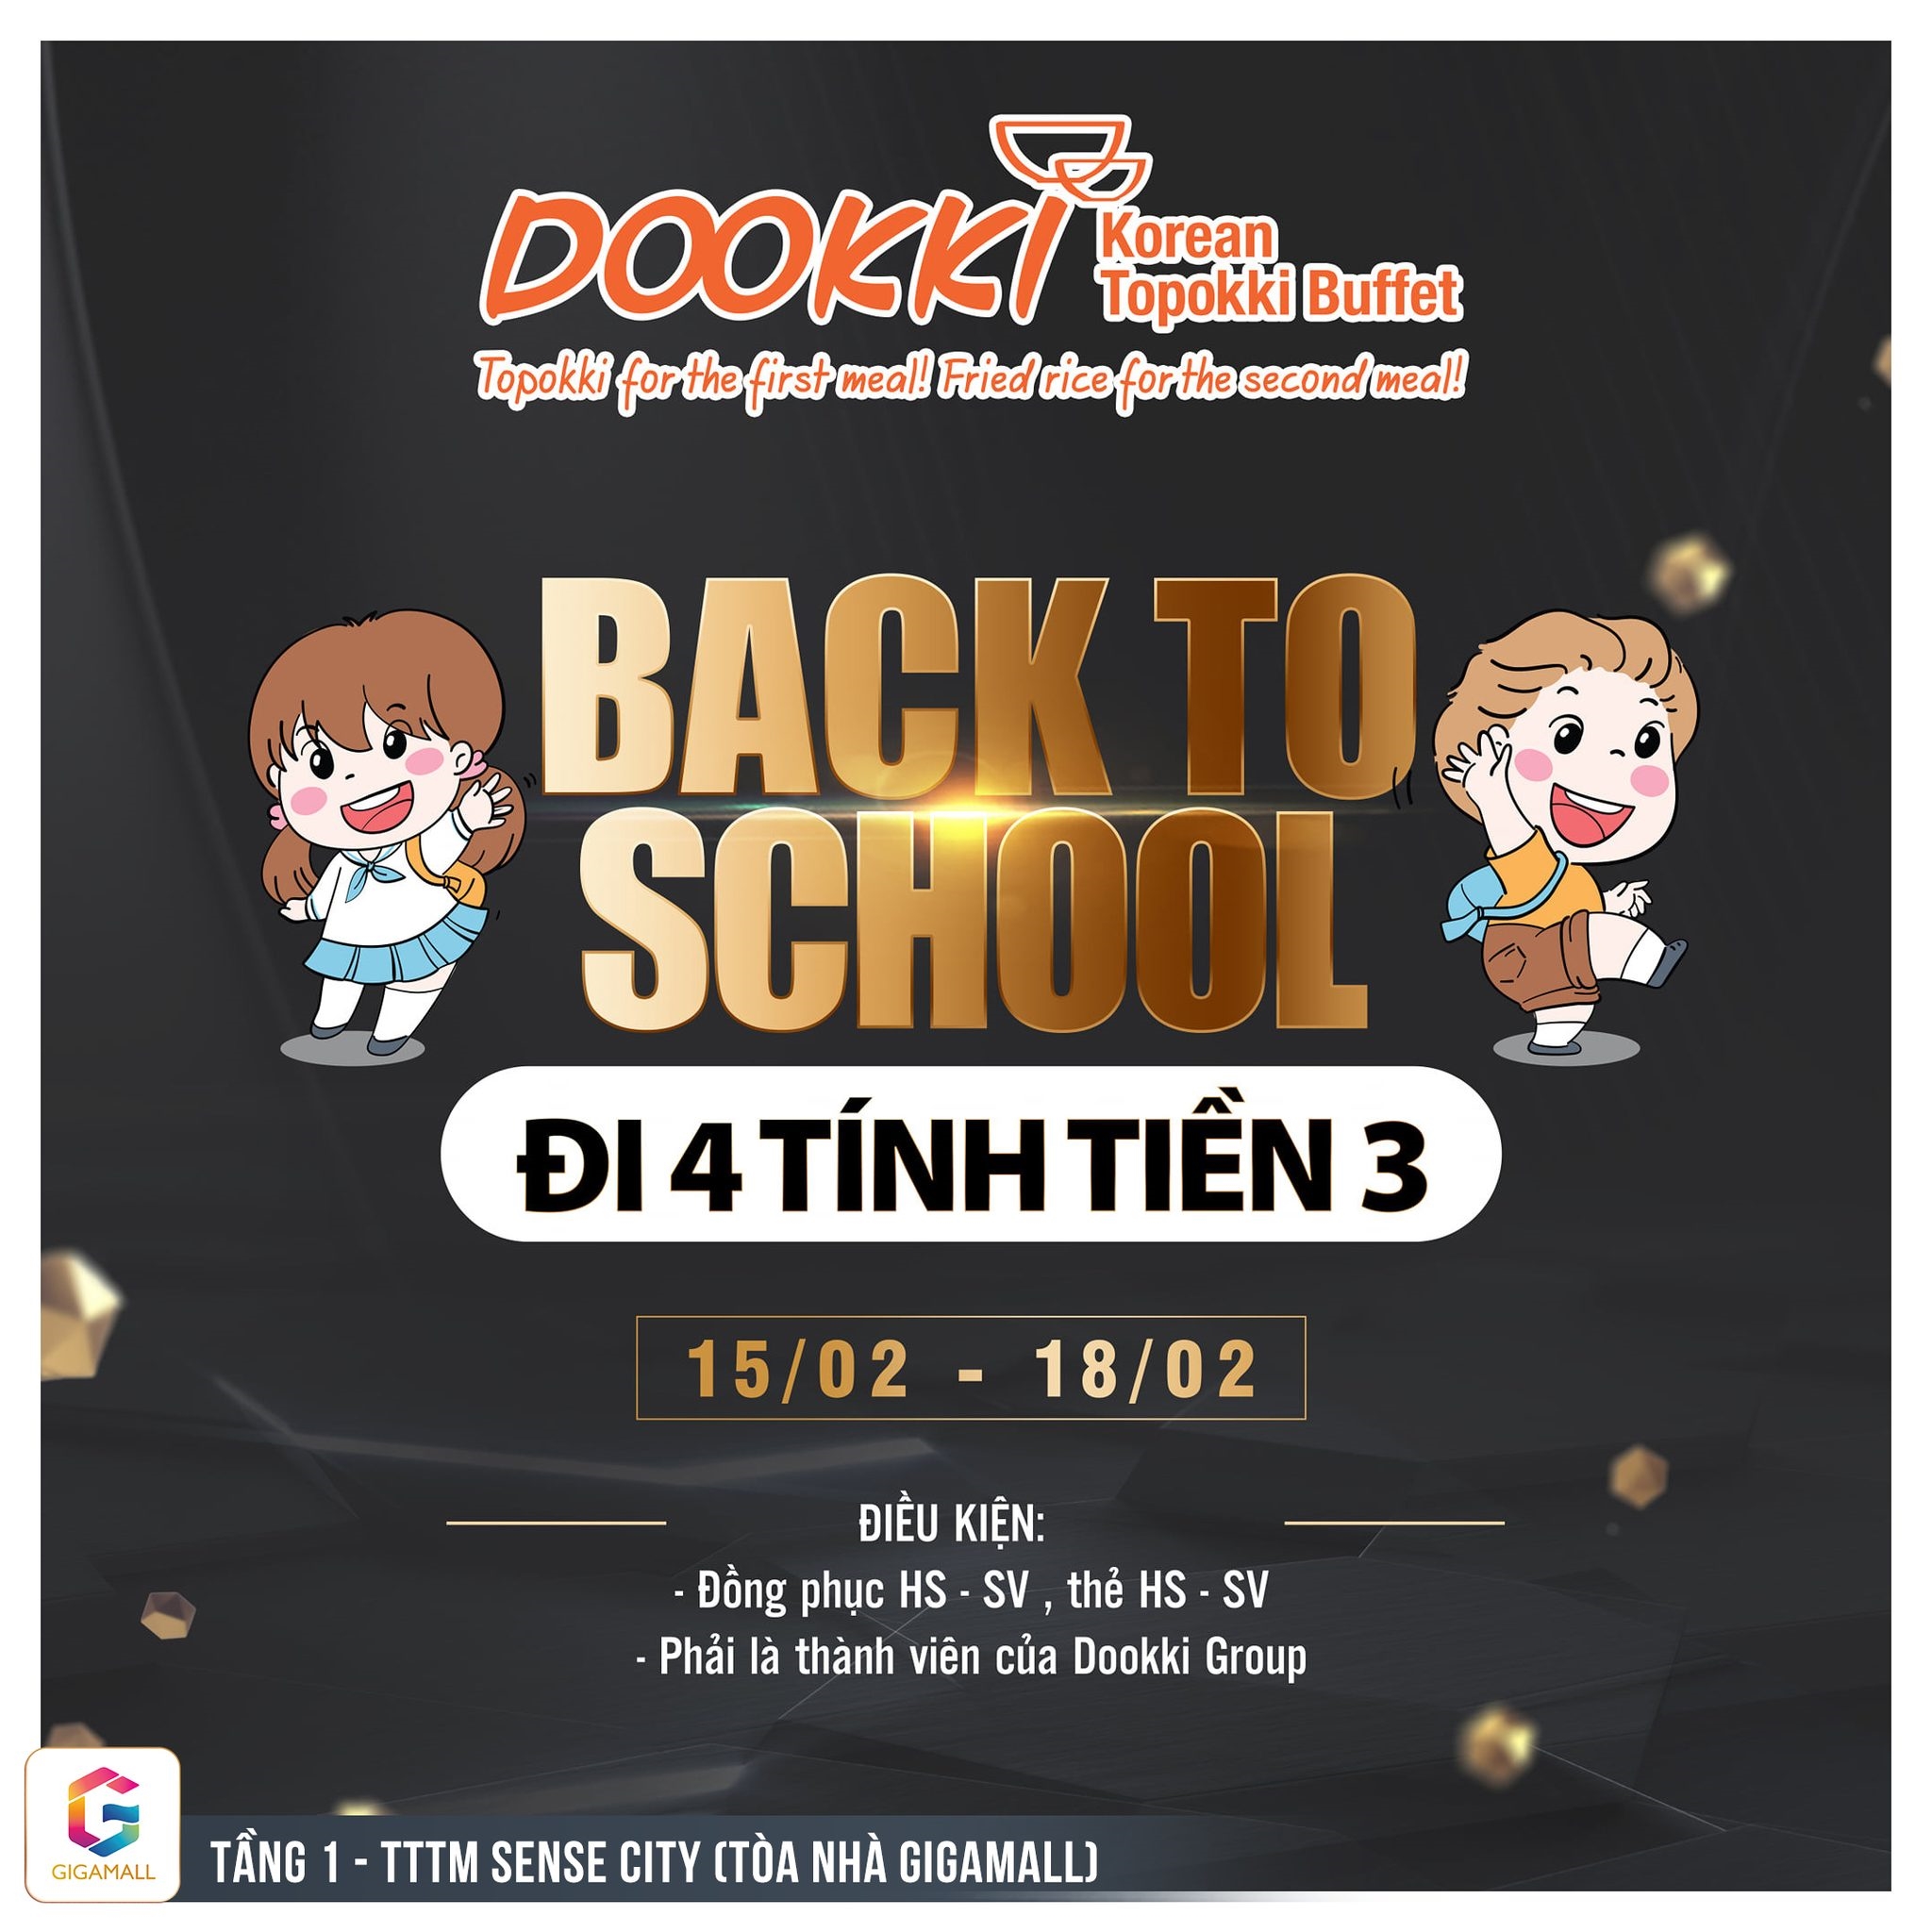 DOOKKI
Korean
Topokki Buffet
Topokki for the first meal! Fried rice for the second meal!
BACK TO
SCHOOL
ĐI 4 TÍNH TIỀN 3
15/02 - 18/02
ĐIỀU KIỆN:
- Đồng phục HS - SV , thẻ HS - SV
- Phải là thành viên của Dookki Group
GIGAMALL
TẦNG 1 - TTTM SENSE CITY (TÒA NHÀ GIGAMALL)